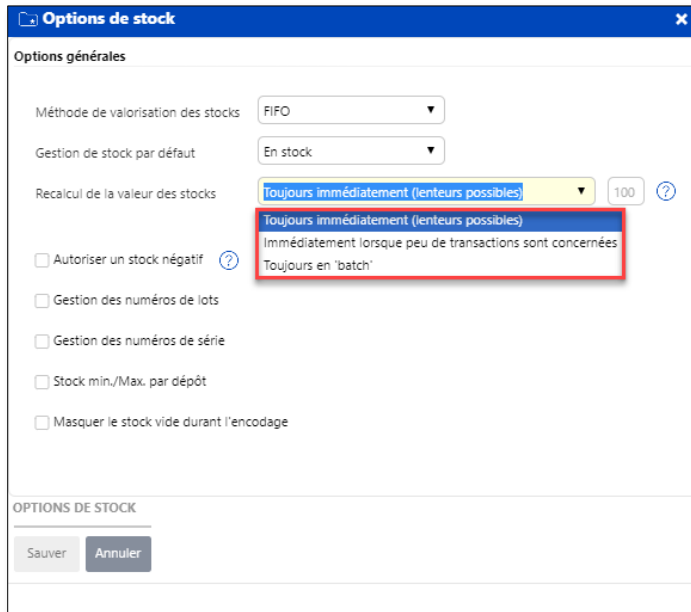 Options de stock
Options générales
Méthode de valorisation des stocks FIFO
Gestion de stock par défaut En stock
Recalcul de la valeur des stocks Toujours immédiatement (lenteurs possibles) 100 ?
Toujours immédiatement (lenteurs possibles)
Immédiatement lorsque peu de transactions sont concernées
Toujours en 'batch'
Autoriser un stock négatif ?
Gestion des numéros de lots
Gestion des numéros de série
Stock min./Max. par dépôt
Masquer le stock vide durant l'encodage
OPTIONS DE STOCK
Sauver Annuler